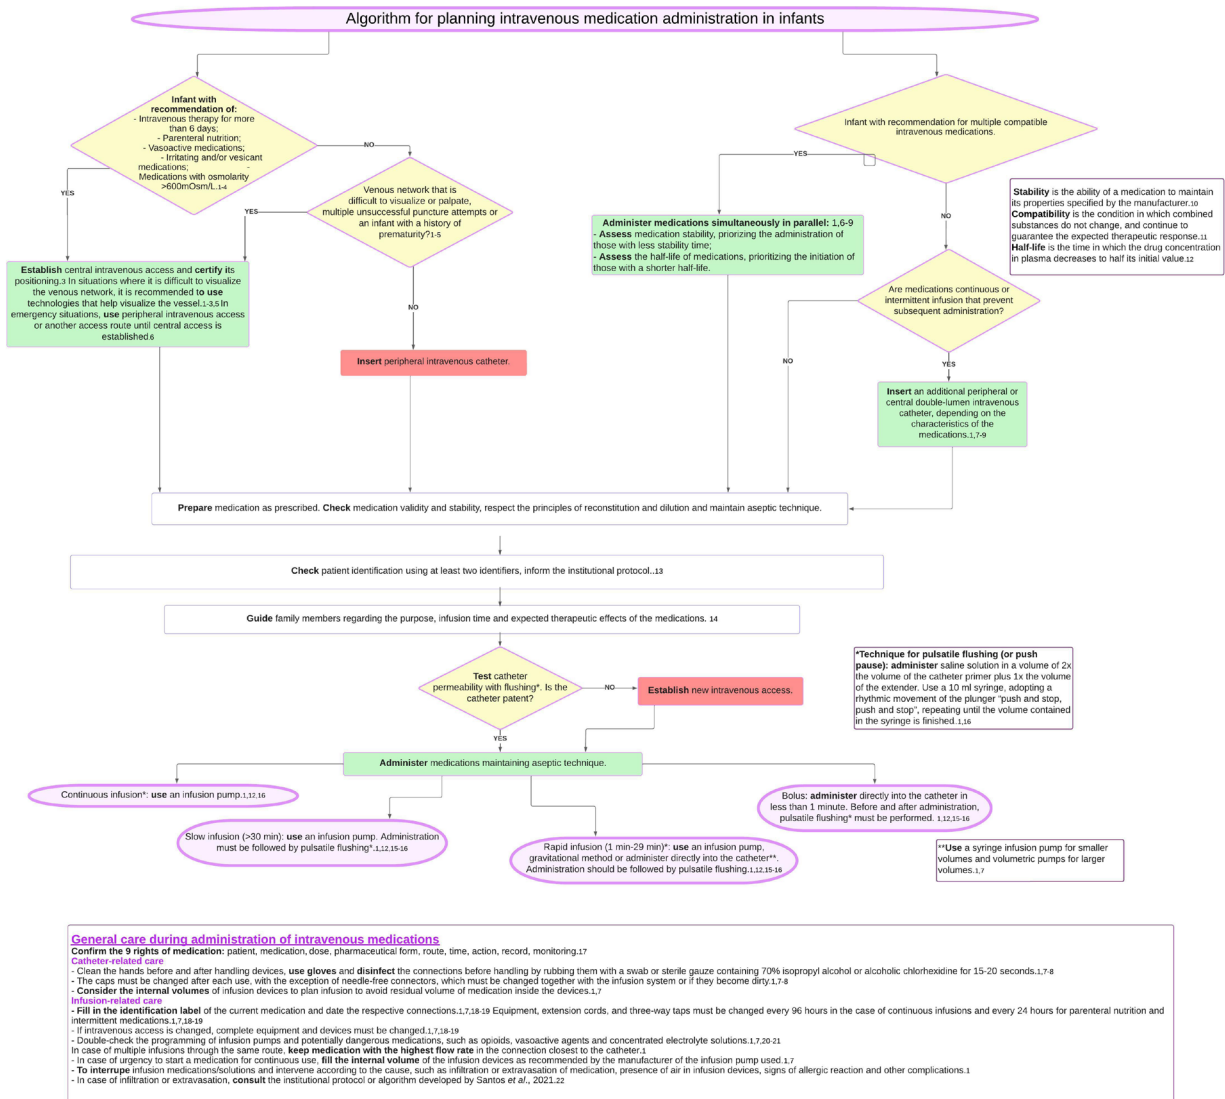 Algorithm for planning intravenous medication administration in infants
Infant with
recommendation of:
- Intravenous therapy for more
than 6 days;
- Parenteral nutrition;
- Vasoactive medications;
- Irritating and/or vesicant
medications; -
Medications with osmolarity
>600mOsm/L.1-4
NO
YES
Venous network that is
difficult to visualize or palpate,
multiple unsuccessful puncture attempts or
an infant with a history of
prematurity?1-5
YES
NO
Establish central intravenous access and certify its
positioning.3 In situations where it is difficult to visualize
the venous network, it is recommended to use
technologies that help visualize the vessel.1-3,5 In
emergency situations, use peripheral intravenous access
or another access route until central access is
established.6
Insert peripheral intravenous catheter.
Infant with recommendation for multiple compatible
intravenous medications.
YES
NO
Administer medications simultaneously in parallel: 1,6-9
- Assess medication stability, priorizing the administration of
those with less stability time;
- Assess the half-life of medications, prioritizing the initiation of
those with a shorter half-life.
Stability is the ability of a medication to maintain
its properties specified by the manufacturer.10
Compatibility is the condition in which combined
substances do not change, and continue to
guarantee the expected therapeutic response.11
Half-life is the time in which the drug concentration
in plasma decreases to half its initial value.12
Are medications continuous or
intermittent infusion that prevent
subsequent administration?
NO
YES
Insert an additional peripheral or
central double-lumen intravenous
catheter, depending on the
characteristics of the
medications.1,7-9
Prepare medication as prescribed. Check medication validity and stability, respect the principles of reconstitution and dilution and maintain aseptic technique.
Check patient identification using at least two identifiers, inform the institutional protocol..13
Guide family members regarding the purpose, infusion time and expected therapeutic effects of the medications. 14
Test catheter
permeability with flushing*. Is the
catheter patent?
NO
Establish new intravenous access.
YES
*Technique for pulsatile flushing (or push
pause): administer saline solution in a volume of 2x
the volume of the catheter primer plus 1x the volume
of the extender. Use a 10 ml syringe, adopting a
rhythmic movement of the plunger "push and stop,
push and stop", repeating until the volume contained
in the syringe is finished.1,16
Administer medications maintaining aseptic technique.
Continuous infusion*: use an infusion pump.1,12,16
Slow infusion (>30 min): use an infusion pump. Administration
must be followed by pulsatile flushing*.1,12,15-16
Rapid infusion (1 min-29 min)*: use an infusion pump,
gravitational method or administer directly into the catheter**.
Administration should be followed by pulsatile flushing.1,12,15-16
Bolus: administer directly into the catheter in
less than 1 minute. Before and after administration,
pulsatile flushing* must be performed. 1,12,15-16
**Use a syringe infusion pump for smaller
volumes and volumetric pumps for larger
volumes.1,7
General care during administration of intravenous medications
Confirm the 9 rights of medication: patient, medication, dose, pharmaceutical form, route, time, action, record, monitoring.17
Catheter-related care
- Clean the hands before and after handling devices, use gloves and disinfect the connections before handling by rubbing them with a swab or sterile gauze containing 70% isopropyl alcohol or alcoholic chlorhexidine for 15-20 seconds.1,7-8
- The caps must be changed after each use, with the exception of needle-free connectors, which must be changed together with the infusion system or if they become dirty.1,7-8
- Consider the internal volumes of infusion devices to plan infusion to avoid residual volume of medication inside the devices.1,7
Infusion-related care
- Fill in the identification label of the current medication and date the respective connections.1,7,18-19 Equipment, extension cords, and three-way taps must be changed every 96 hours in the case of continuous infusions and every 24 hours for parenteral nutrition and
intermittent medications.1,7,18-19
- If intravenous access is changed, complete equipment and devices must be changed.1,7,18-19
- Double-check the programming of infusion pumps and potentially dangerous medications, such as opioids, vasoactive agents and concentrated electrolyte solutions.1,7,20-21
In case of multiple infusions through the same route, keep medication with the highest flow rate in the connection closest to the catheter.1
- In case of urgency to start a medication for continuous use, fill the internal volume of the infusion devices as recommended by the manufacturer of the infusion pump used.1,7
- To interrupe infusion medications/solutions and intervene according to the cause, such as infiltration or extravasation of medication, presence of air in infusion devices, signs of allergic reaction and other complications.1
- In case of infiltration or extravasation, consult the institutional protocol or algorithm developed by Santos et al., 2021.22